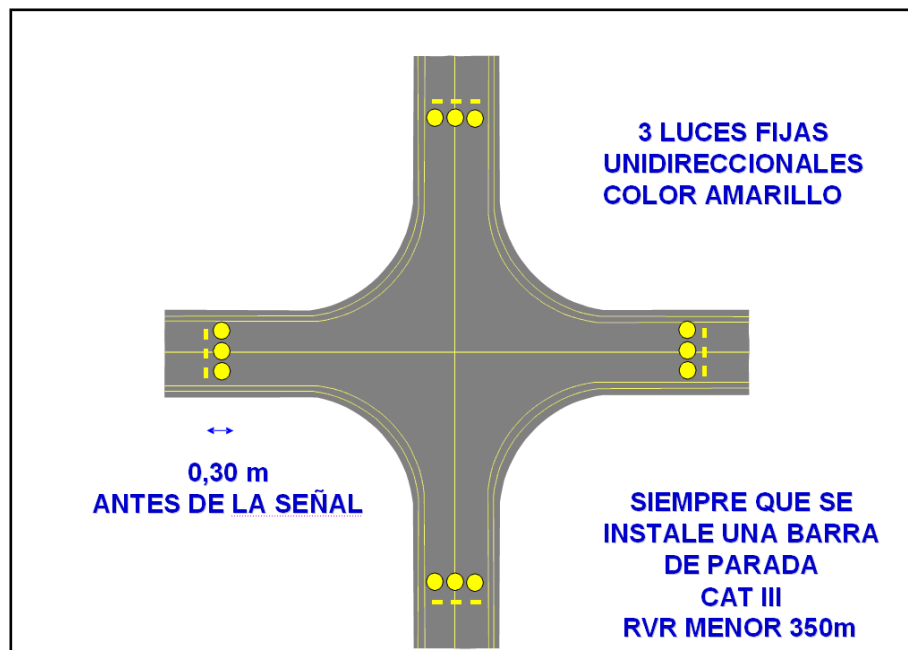 3 LUCES FIJAS
UNIDIRECCIONALES
COLOR AMARILLO
0,30 m
ANTES DE LA SEÑAL
SIEMPRE QUE SE
INSTALE UNA BARRA
DE PARADA
CAT III
RVR MENOR 350m